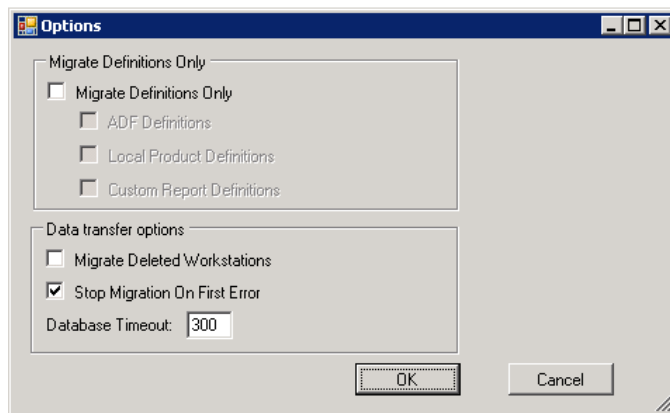 Options
Migrate Definitions Only
Migrate Definitions Only
ADF Definitions
Local Product Definitions
Custom Report Definitions
Data transfer options
Migrate Deleted Workstations
Stop Migration On First Error
Database Timeout: 300
OK Cancel